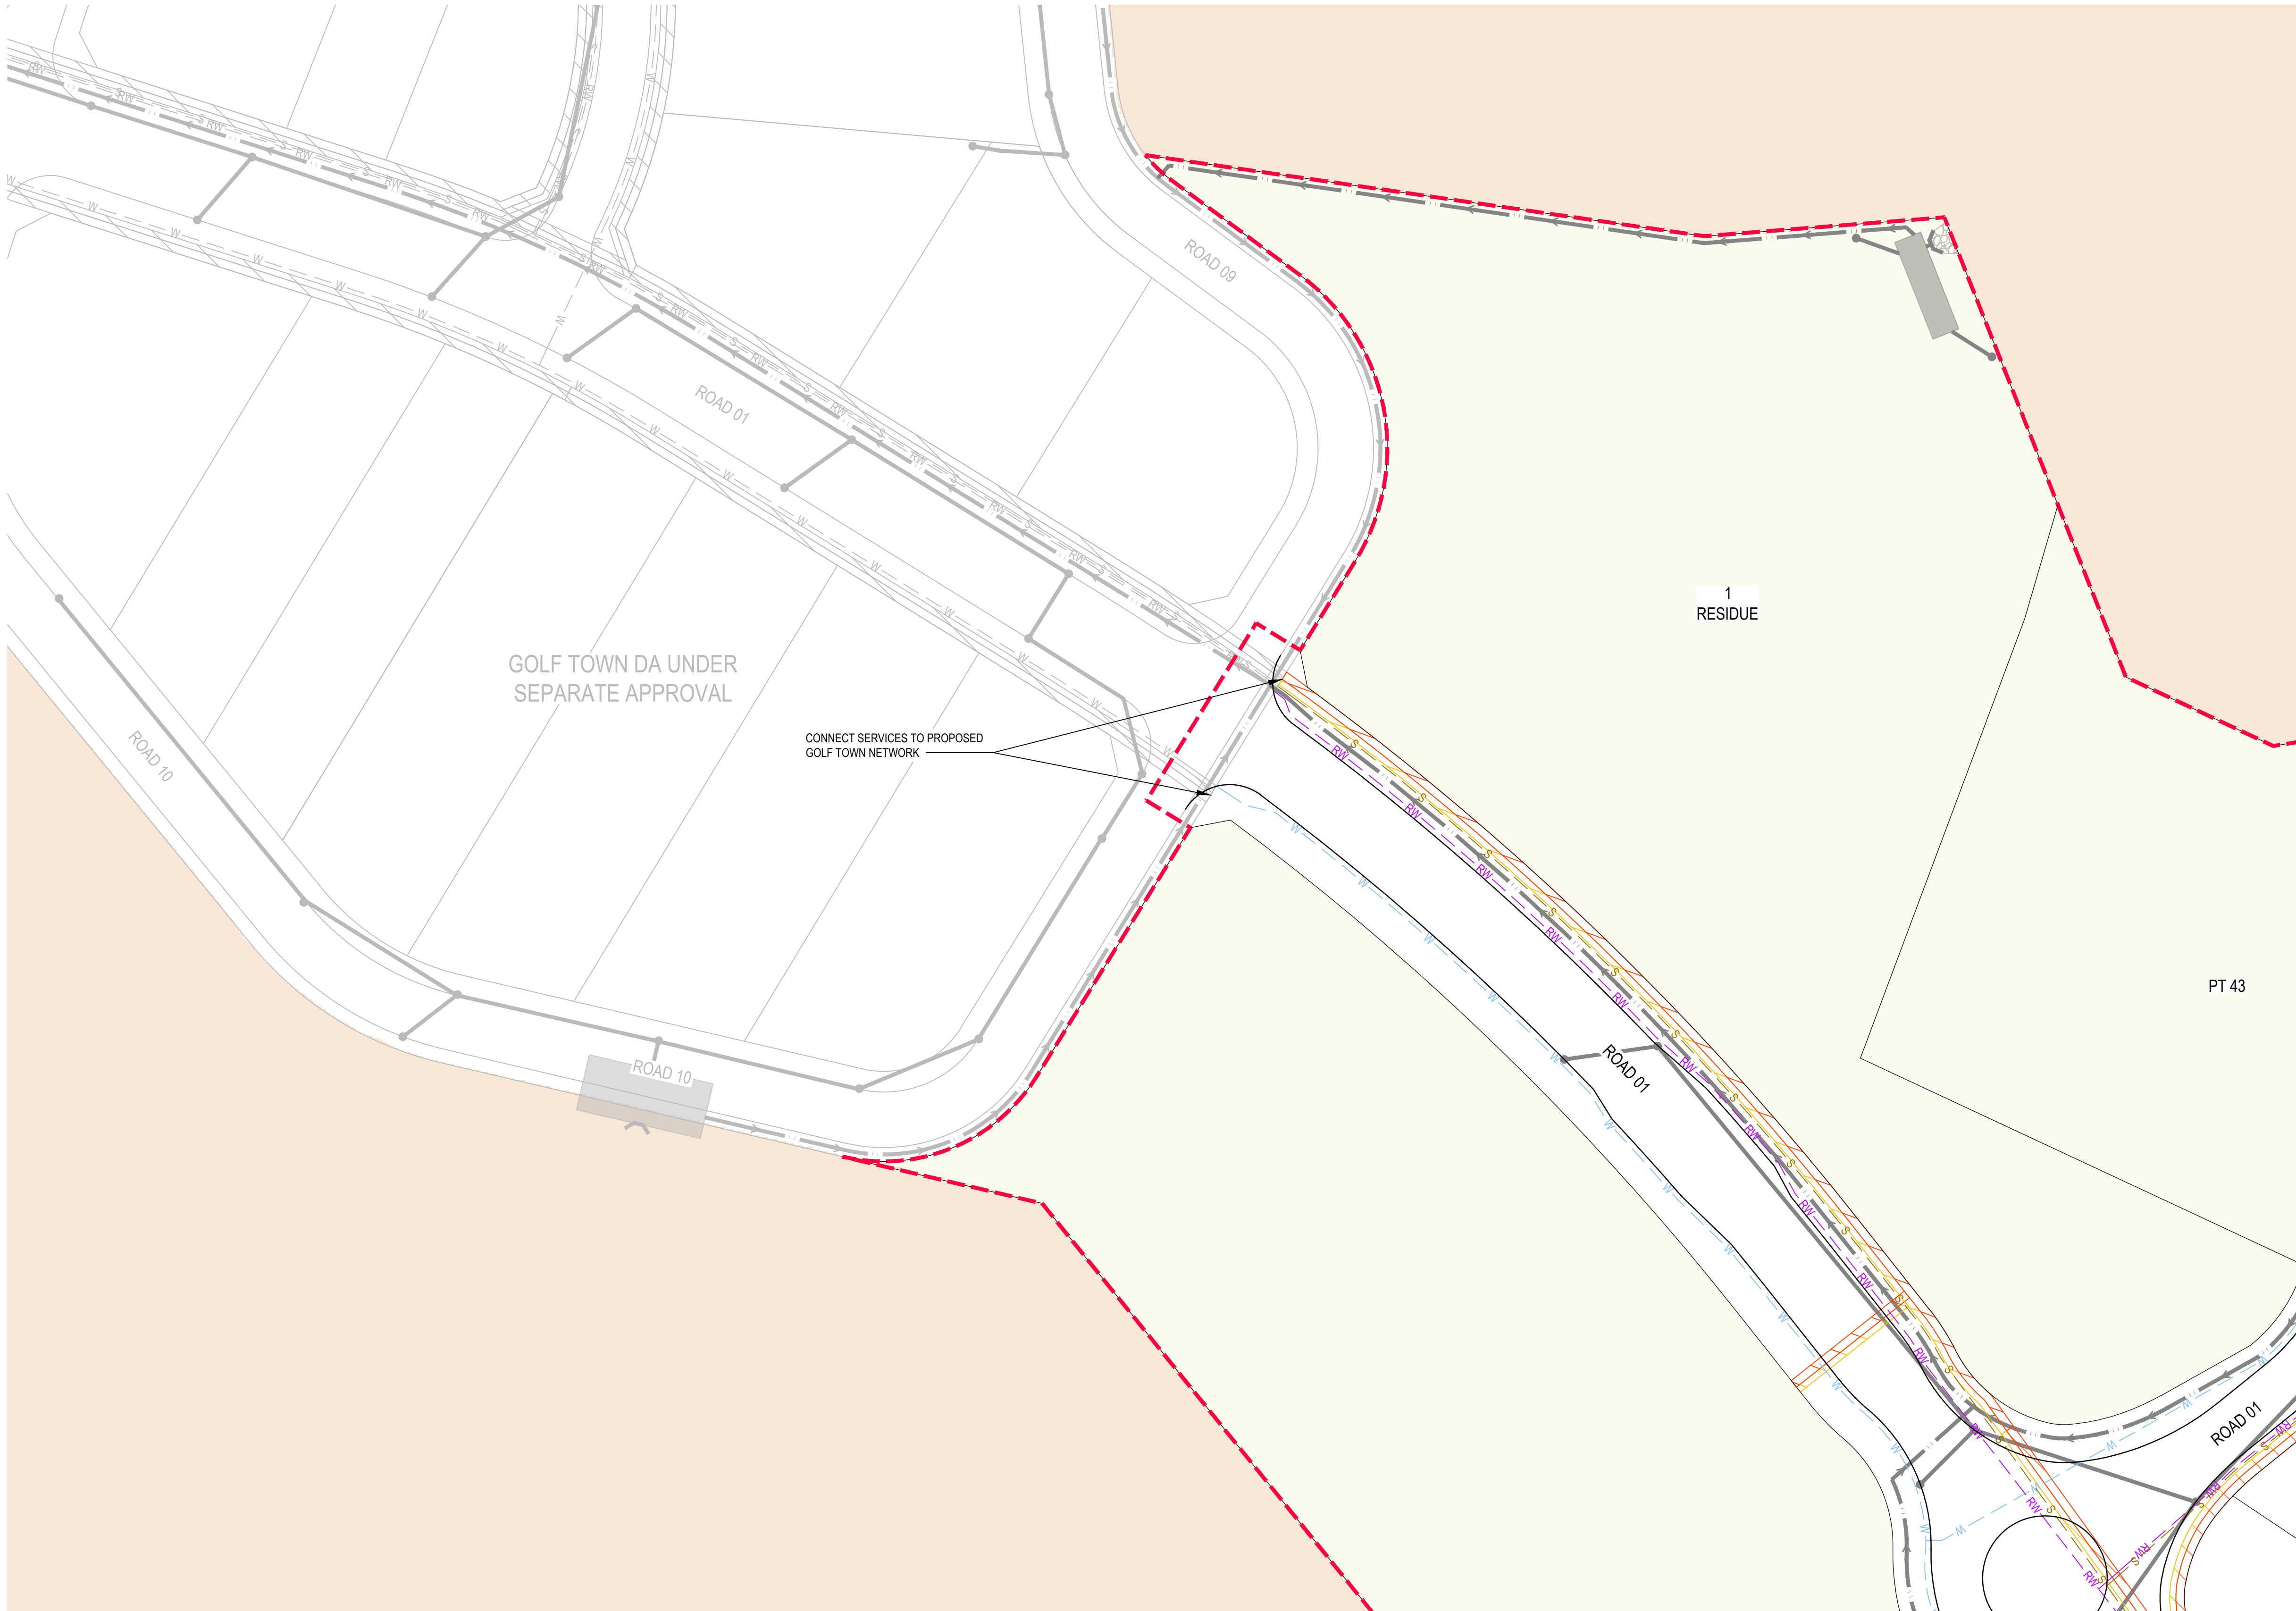 ROAD 09
ROAD 01
1
RESIDUE
GOLF TOWN DA UNDER
SEPARATE APPROVAL
CONNECT SERVICES TO PROPOSED
GOLF TOWN NETWORK
ROAD 10
PT 43
ROAD 01
ROAD 10
ROAD 01
S
RW
W